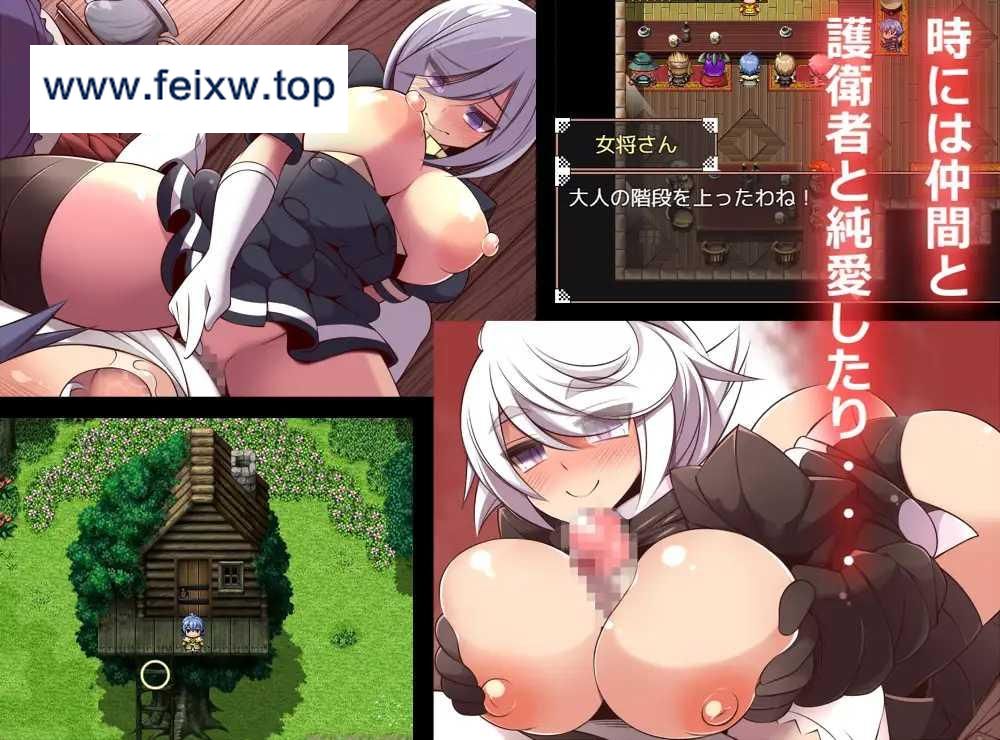 www.feixw.top
時には仲間と
護衛者と純愛したり・・・
女将さん
大人の階段を上ったわね！